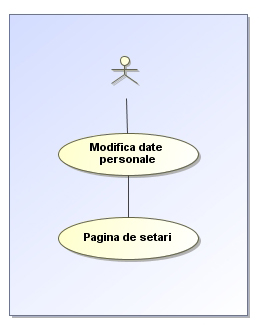 Modifica date
personale
Pagina de setari